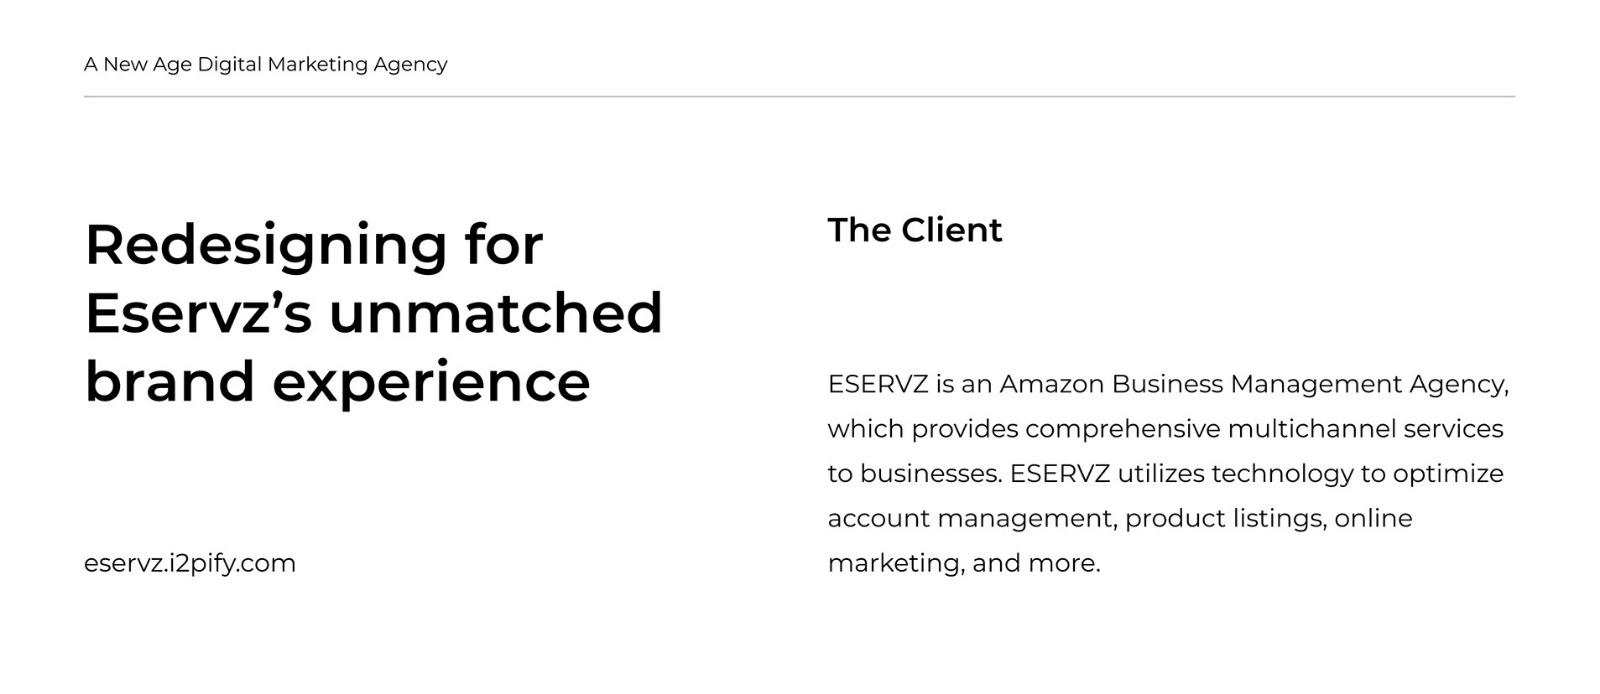 A New Age Digital Marketing Agency
Redesigning for
Eservz’s unmatched
brand experience
eservz.i2pify.com
The Client
ESERVZ is an Amazon Business Management Agency,
which provides comprehensive multichannel services
to businesses. ESERVZ utilizes technology to optimize
account management, product listings, online
marketing, and more.